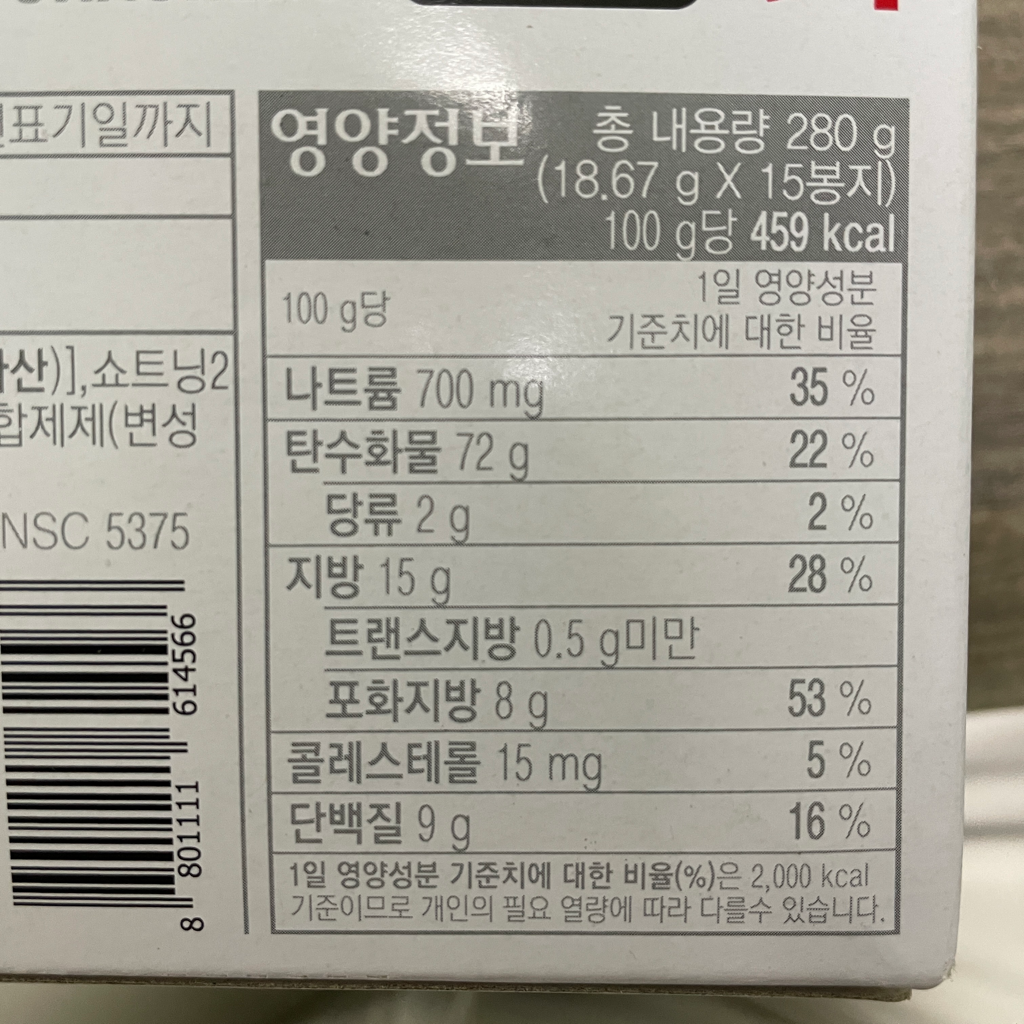 표기일까지
산)],쇼트닝2
합제제(변성
NSC 5375
8 801111 614566
영양정보
총 내용량 280 g
(18.67 g X 15봉지)
100 g당 459 kcal
100 g당
1일 영양성분
기준치에 대한 비율
나트륨 700 mg 35 %
탄수화물 72 g 22 %
당류 2 g 2 %
지방 15 g 28 %
트랜스지방 0.5 g미만
포화지방 8 g 53 %
콜레스테롤 15 mg 5 %
단백질 9 g 16 %
1일 영양성분 기준치에 대한 비율(%)은 2,000 kcal
기준이므로 개인의 필요 열량에 따라 다를수 있습니다.